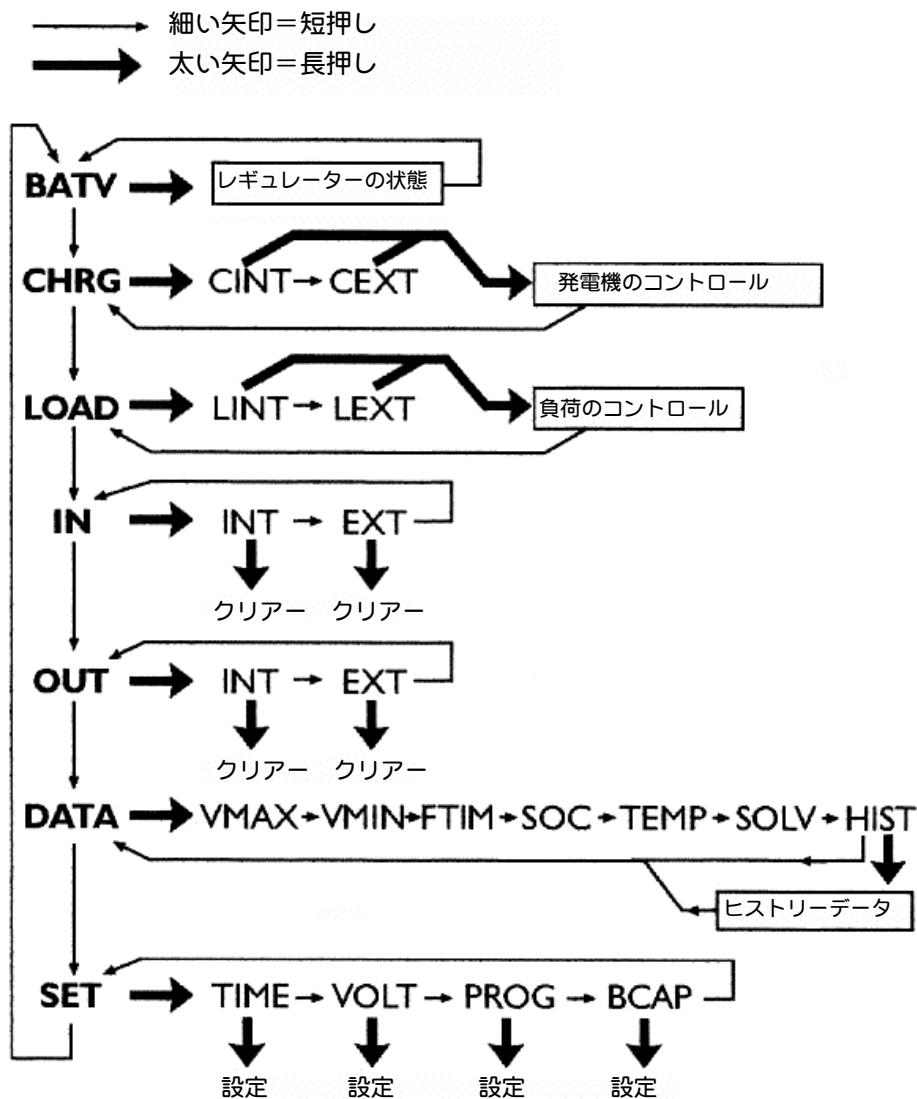 細い矢印＝短押し
太い矢印＝長押し
BATV レギュレーターの状態
CHRG CINT CEXT 発電機のコントロール
LOAD LINT LEXT 負荷のコントロール
IN INT EXT
クリアー クリアー
OUT INT EXT
クリアー クリアー
DATA VMAX VMIN FTIM SOC TEMP SOLV HIST
ヒストリーデータ
SET TIME VOLT PROG BCAP
設定 設定 設定 設定